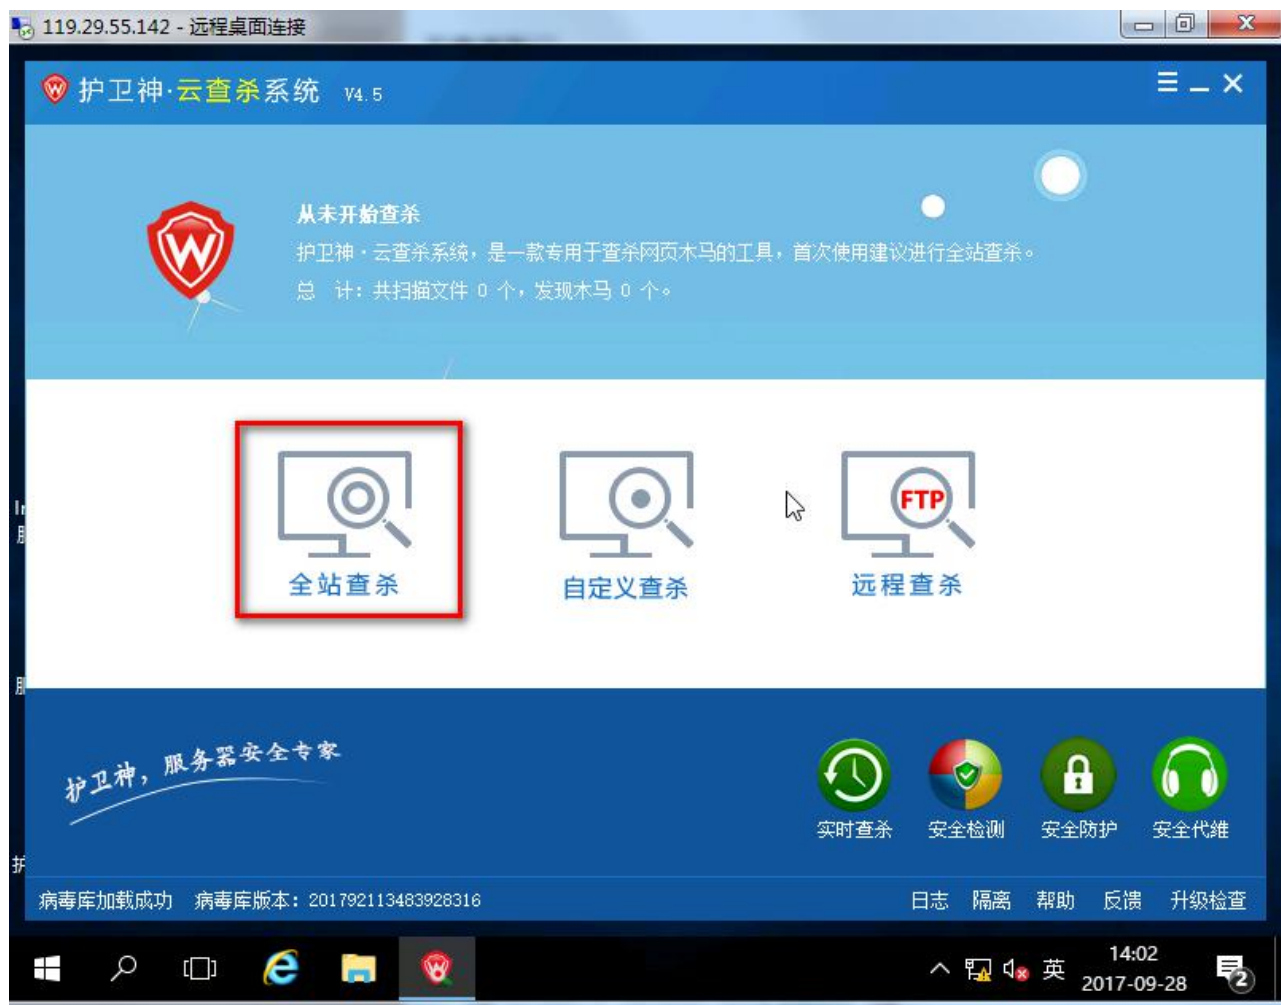 119.29.55.142 - 远程桌面连接
护卫神·云查杀系统 V4.5
从未开始查杀
护卫神·云查杀系统，是一款专用于查杀网页木马的工具，首次使用建议进行全站查杀。
总 计：共扫描文件 0 个，发现木马 0 个。
FTP
全站查杀 自定义查杀 远程查杀
护卫神，服务器安全专家
实时查杀 安全检测 安全防护 安全代维
病毒库加载成功 病毒库版本：201792113483928316 日志 隔离 帮助 反馈 升级检查
英 14:02
2017-09-28 2